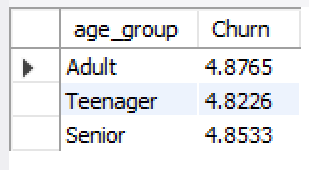 age_group Churn
Adult 4.8765
Teenager 4.8226
Senior 4.8533